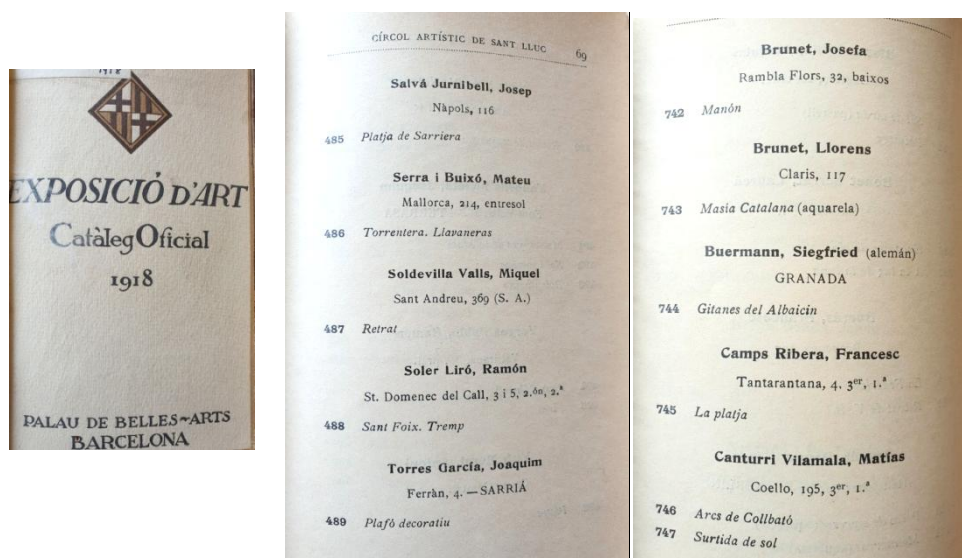 1918
EXPOSICIÓ D'ART
Catàleg Oficial
1918
PALAU DE BELLES~ARTS
BARCELONA
CÍRCOL ARTÍSTIC DE SANT LLUC 69
Salvá Jurnibell, Josep
Nàpols, 116
485 Platja de Sarriera
Serra i Buixó, Mateu
Mallorca, 214, entresol
486 Torrentera. Llavaneras
Soldevilla Valls, Miquel
Sant Andreu, 369 (S. A.)
487 Retrat
Soler Liró, Ramón
St. Domenec del Call, 3 i 5, 2.ón, 2.ª
488 Sant Foix. Tremp
Torres García, Joaquim
Ferràn, 4. — SARRIÁ
489 Plafó decoratiu
Brunet, Josefa
Rambla Flors, 32, baixos
742 Manón
Brunet, Llorens
Claris, 117
743 Masia Catalana (aquarela)
Buermann, Siegfried (alemán)
GRANADA
744 Gitanes del Albaicin
Camps Ribera, Francesc
Tantarantana, 4. 3er, 1.ª
745 La platja
Canturri Vilamala, Matías
Coello, 195, 3er, 1.ª
746 Arcs de Collbató
747 Surtida de sol